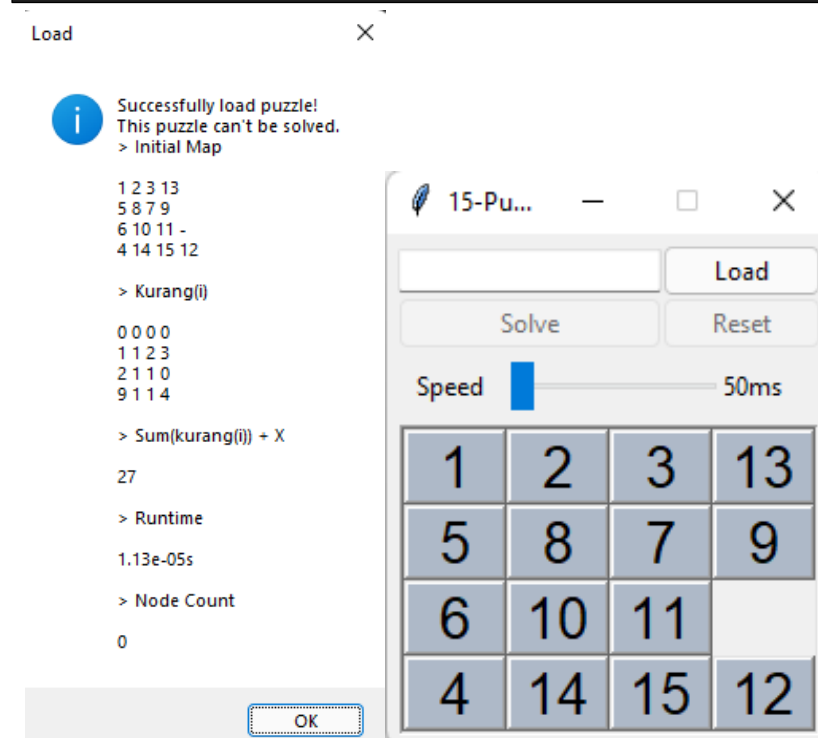 Load
Successfully load puzzle!
This puzzle can't be solved.
> Initial Map
1 2 3 13
5 8 7 9
6 10 11 -
4 14 15 12
> Kurang(i)
0 0 0 0
1 1 2 3
2 1 1 0
9 1 1 4
> Sum(kurang(i)) + X
27
> Runtime
1.13e-05s
> Node Count
0
OK
15-Pu...
Load
Solve Reset
Speed 50ms
1 2 3 13
5 8 7 9
6 10 11
4 14 15 12